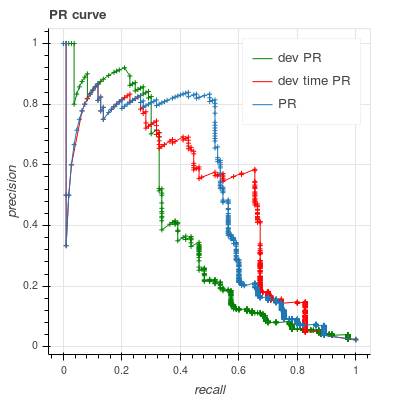 PR curve
dev PR
dev time PR
PR
precision
1
0.8
0.6
0.4
0.2
0
0 0.2 0.4 0.6 0.8 1
recall